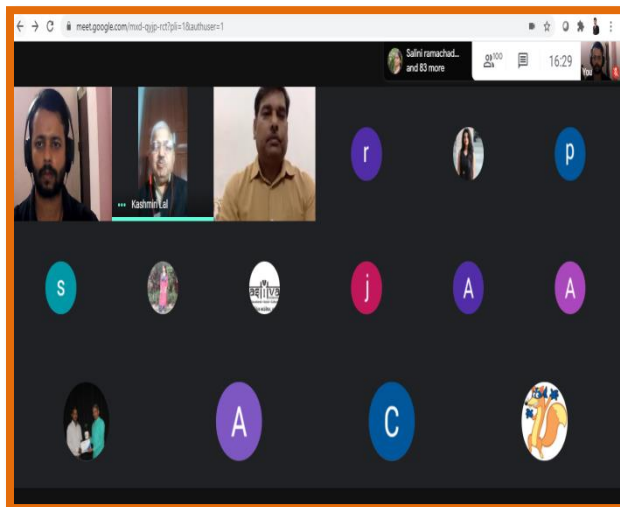 meet.google.com/mxd-qyjp-rct?pli=1&authuser=1
Salini ramachad...
and 83 more
100
16:29
You
Kashmiri Lal
r
p
s
j
A
A
A
C